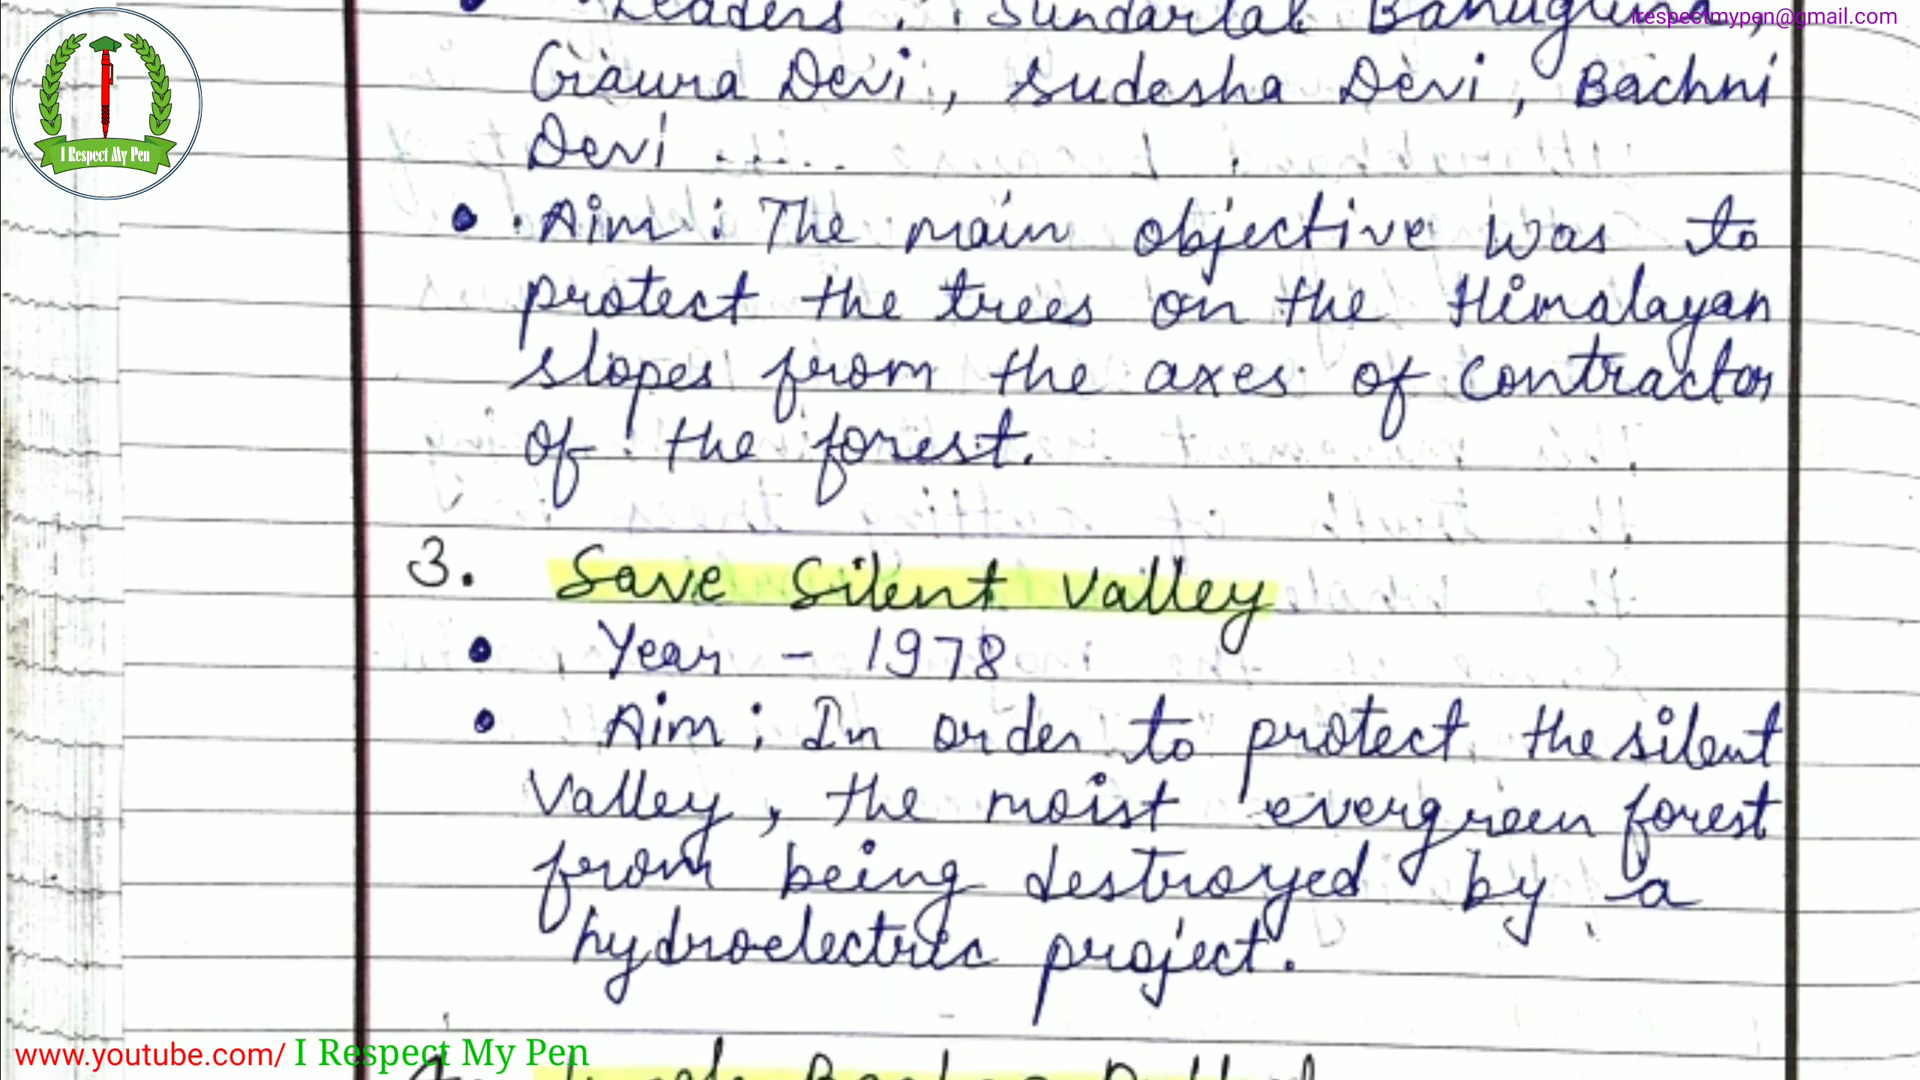 irespectmypen@gmail.com
Leaders : Sundarlal Bahuguna,
Gaura Devi, Sudesha Devi, Bachni
Devi ....
• Aim : The main objective was to
protect the trees on the Himalayan
slopes from the axes of contractor
of the forest.
3. Save Silent Valley
• Year - 1978
• Aim : In order to protect the silent
Valley, the moist evergreen forest
from being destroyed by a
hydroelectric project.
I Respect My Pen
www.youtube.com/ I Respect My Pen